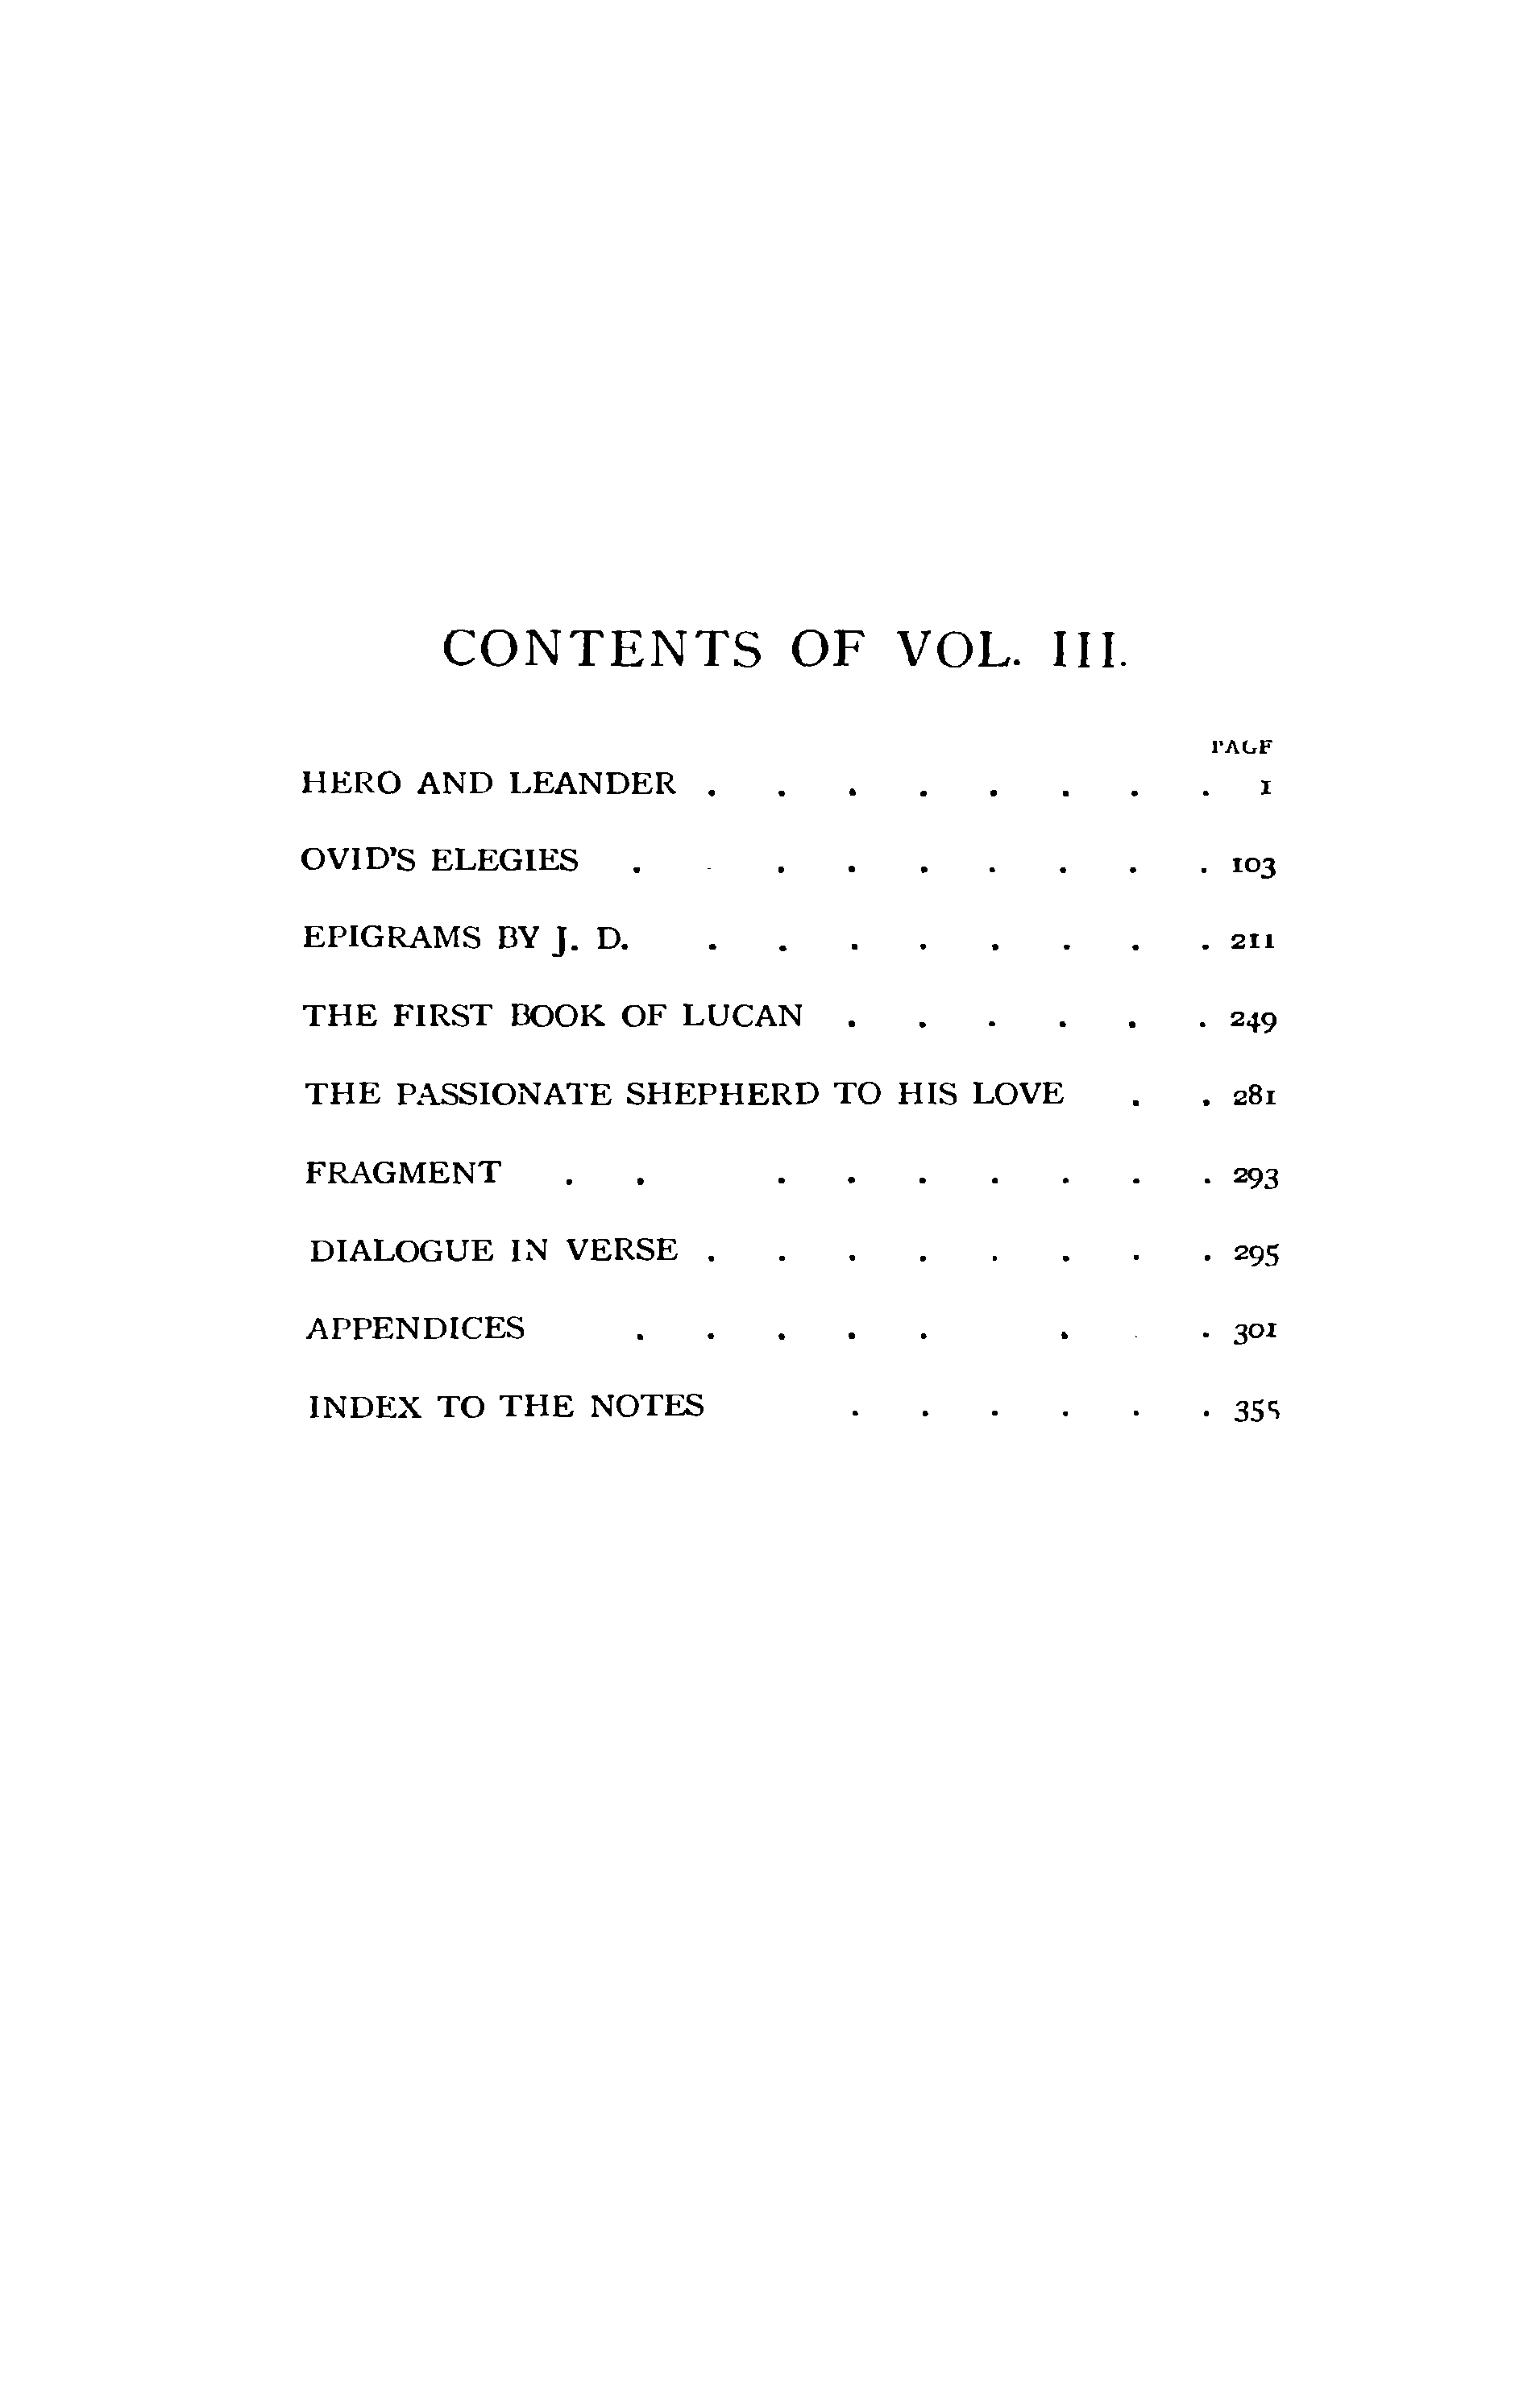 CONTENTS OF VOL. III.
PAGE
HERO AND LEANDER . . . . . . . . 1
OVID'S ELEGIES . . . . . . . . . 103
EPIGRAMS BY J. D. . . . . . . . . 211
THE FIRST BOOK OF LUCAN . . . . . . 249
THE PASSIONATE SHEPHERD TO HIS LOVE . . 281
FRAGMENT . . . . . . . . . 293
DIALOGUE IN VERSE . . . . . . . . 295
APPENDICES . . . . . . . . 301
INDEX TO THE NOTES . . . . . . 355